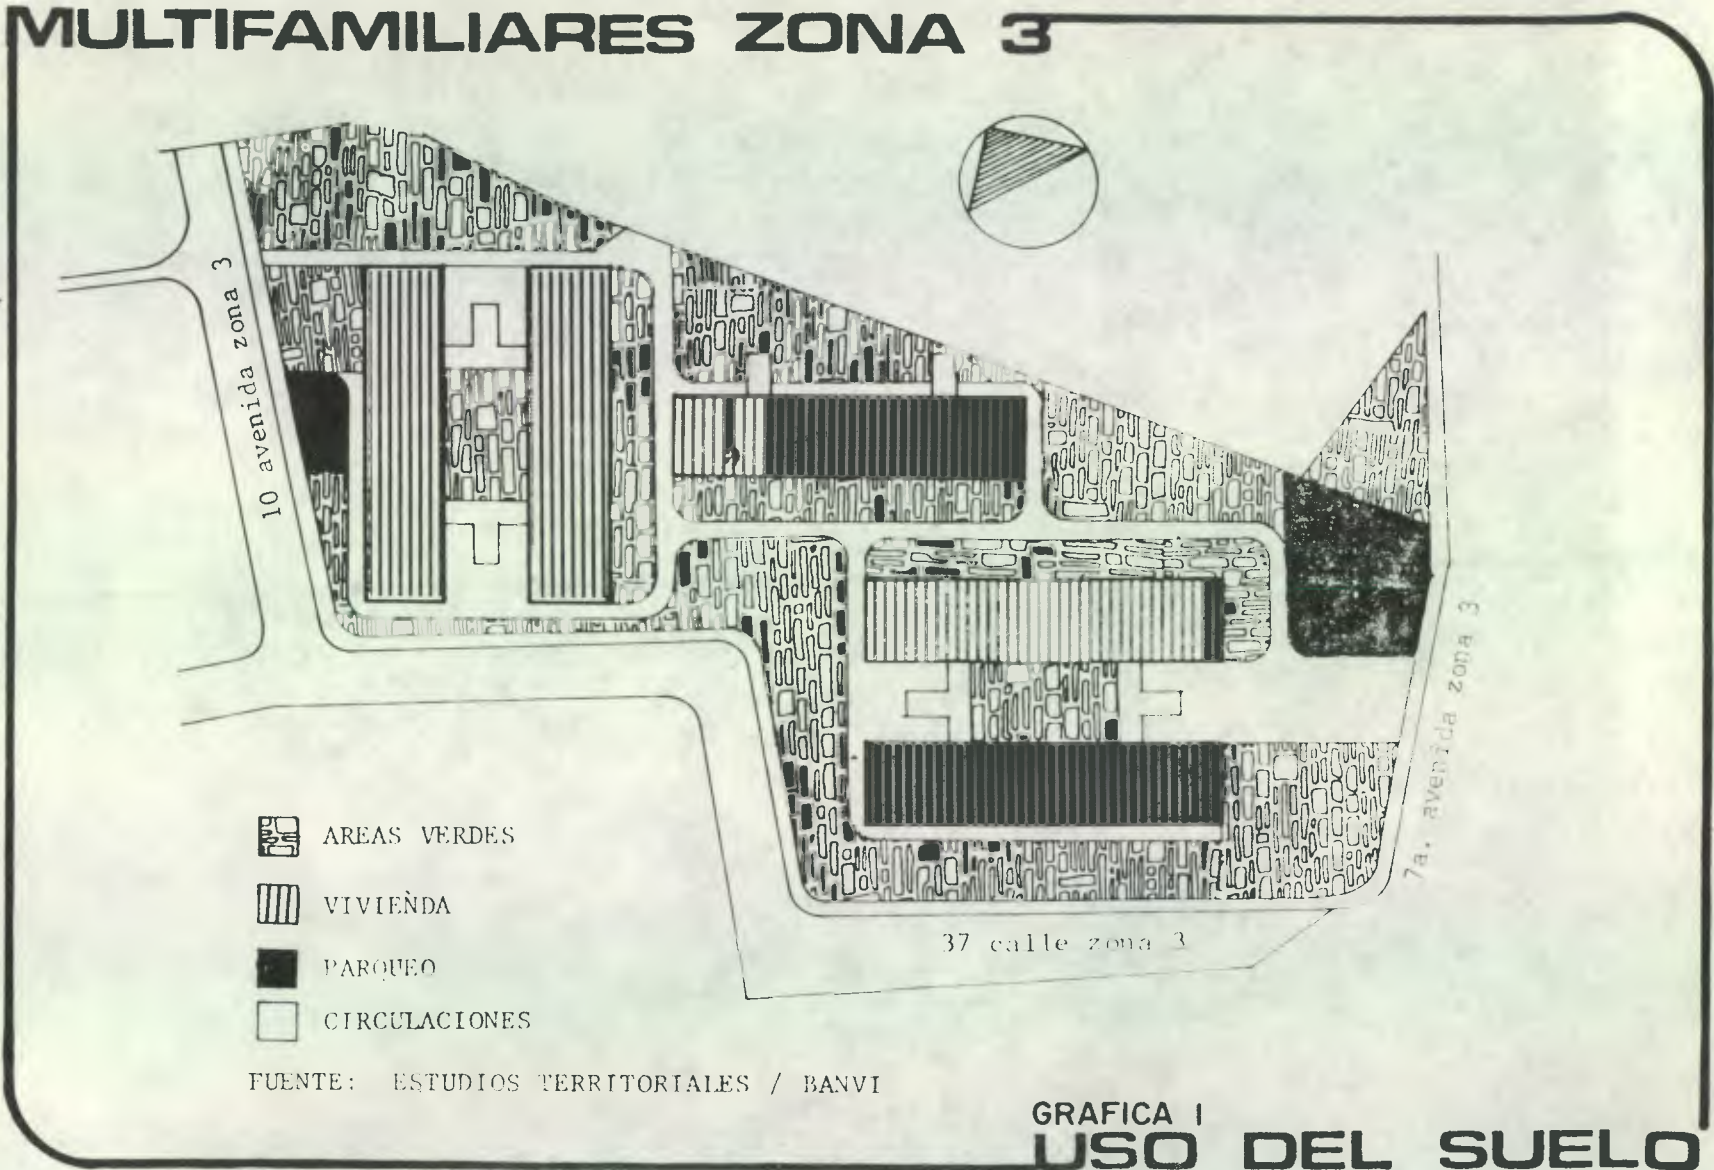 MULTIFAMILIARES ZONA 3
10 avenida zona 3
7a. avenida zona 3
37 calle zona 3
AREAS VERDES
VIVIENDA
PARQUEO
CIRCULACIONES
FUENTE: ESTUDIOS TERRITORIALES / BANVI
GRAFICA I
USO DEL SUELO